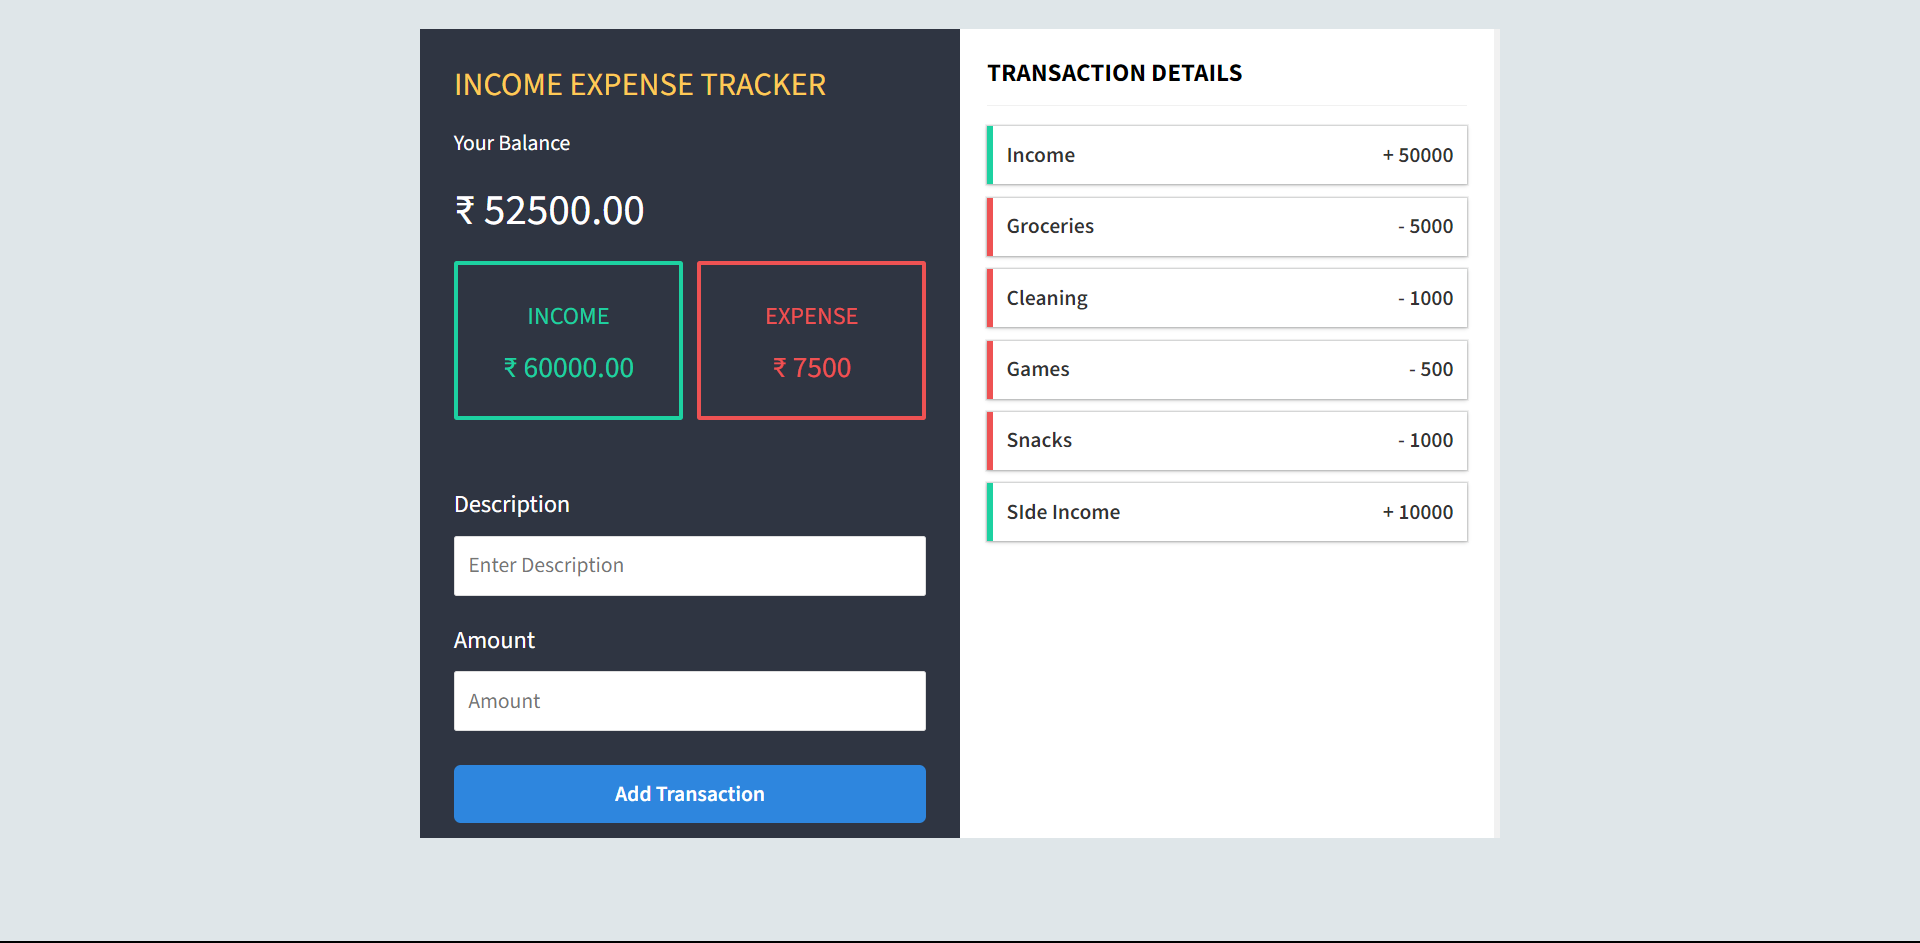 INCOME EXPENSE TRACKER
Your Balance
₹ 52500.00
INCOME
₹ 60000.00
EXPENSE
₹ 7500
Description
Enter Description
Amount
Amount
Add Transaction
TRANSACTION DETAILS
Income + 50000
Groceries - 5000
Cleaning - 1000
Games - 500
Snacks - 1000
SIde Income + 10000